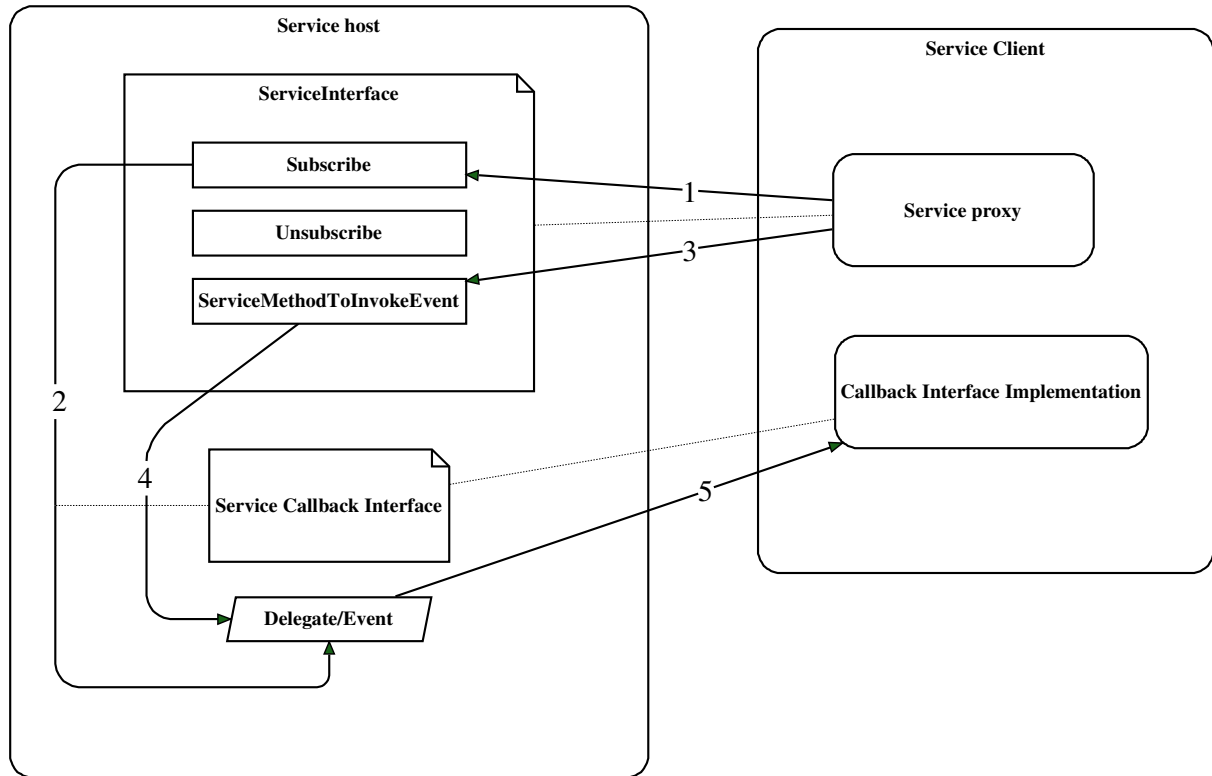 Service host
Service Client
ServiceInterface
Subscribe
1
Service proxy
Unsubscribe
3
ServiceMethodToInvokeEvent
2
Callback Interface Implementation
4
5
Service Callback Interface
Delegate/Event